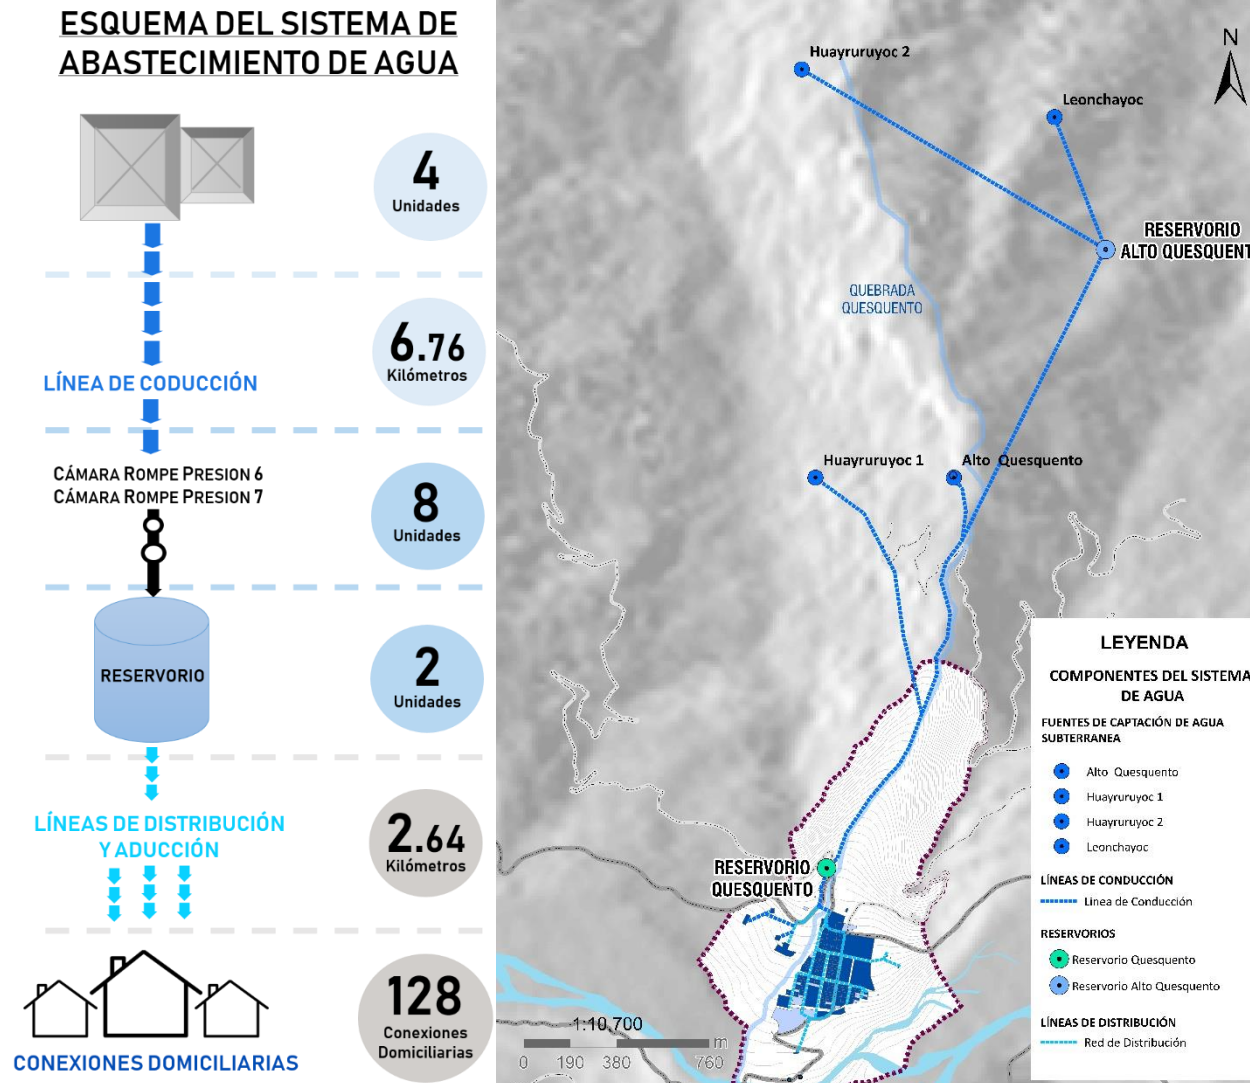 ESQUEMA DEL SISTEMA DE
ABASTECIMIENTO DE AGUA
4
Unidades
6.76
Kilómetros
LÍNEA DE CODUCCIÓN
CÁMARA ROMPE PRESION 6
CÁMARA ROMPE PRESION 7
8
Unidades
RESERVORIO
2
Unidades
LÍNEAS DE DISTRIBUCIÓN
Y ADUCCIÓN
2.64
Kilómetros
128
Conexiones
Domiciliarias
CONEXIONES DOMICILIARIAS
Huayruruyoc 2
Leonchayoc
N
RESERVORIO
ALTO QUESQUENT
QUEBRADA
QUESQUENTO
Huayruruyoc 1
Alto Quesquento
RESERVORIO
QUESQUENTO
1:10,700
m
0 190 380 760
LEYENDA
COMPONENTES DEL SISTEMA
DE AGUA
FUENTES DE CAPTACIÓN DE AGUA
SUBTERRANEA
Alto Quesquento
Huayruruyoc 1
Huayruruyoc 2
Leonchayoc
LÍNEAS DE CONDUCCIÓN
Linea de Conducción
RESERVORIOS
Reservorio Quesquento
Reservorio Alto Quesquento
LÍNEAS DE DISTRIBUCIÓN
Red de Distribución